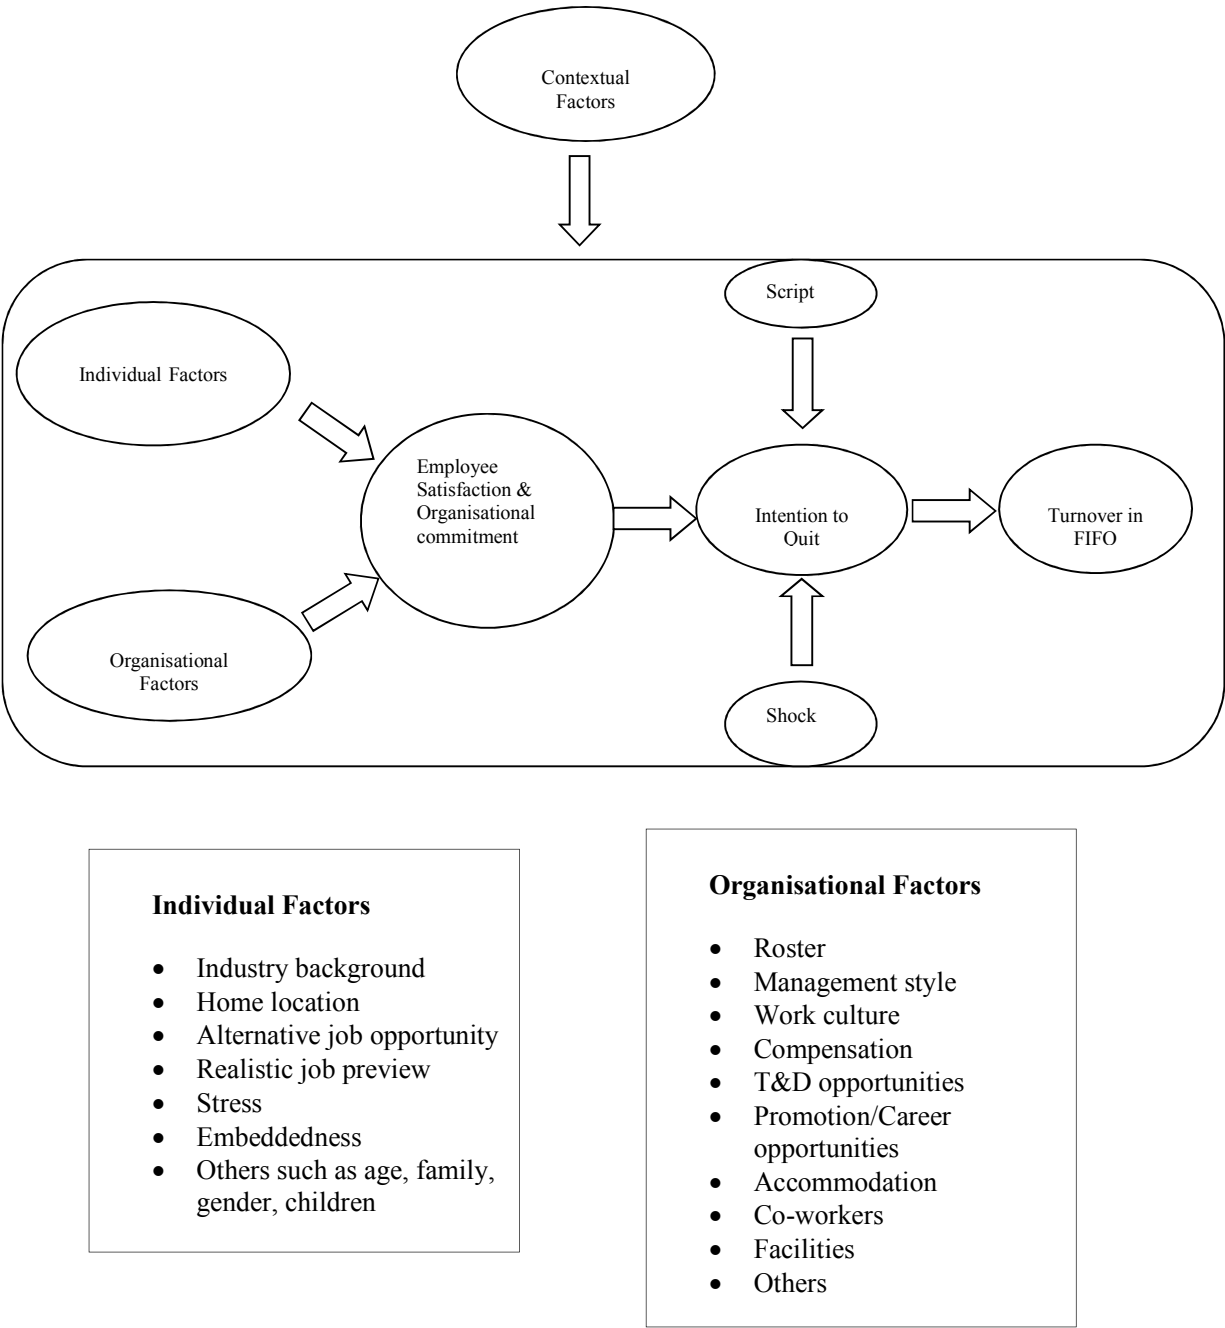 Contextual
Factors
Script
Individual Factors
Employee
Satisfaction &
Organisational
commitment
Intention to
Quit
Turnover in
FIFO
Organisational
Factors
Shock
Individual Factors
• Industry background
• Home location
• Alternative job opportunity
• Realistic job preview
• Stress
• Embeddedness
• Others such as age, family,
gender, children
Organisational Factors
• Roster
• Management style
• Work culture
• Compensation
• T&D opportunities
• Promotion/Career
opportunities
• Accommodation
• Co-workers
• Facilities
• Others